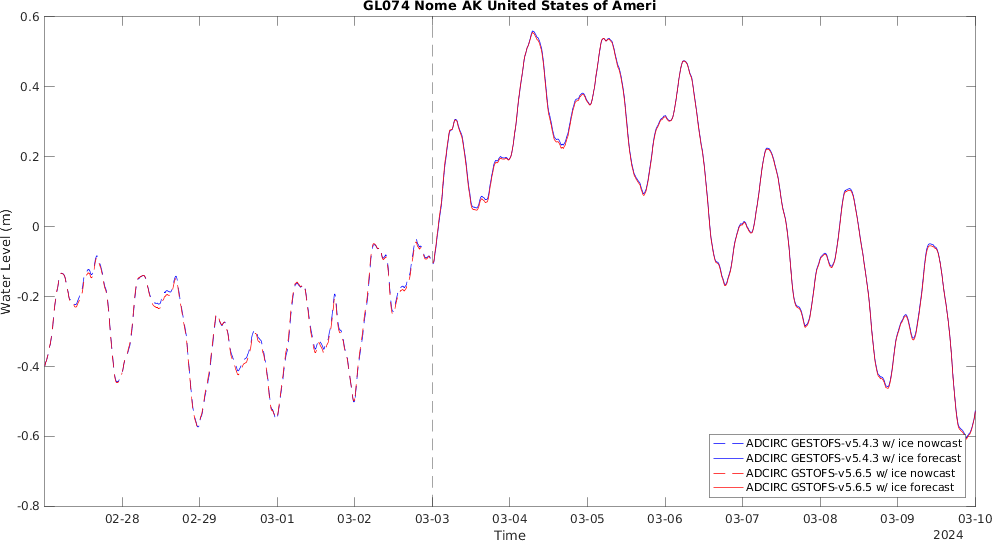 GL074 Nome AK United States of Ameri
Water Level (m)
0.6
0.4
0.2
0
-0.2
-0.4
-0.6
-0.8
ADCIRC GESTOFS-v5.4.3 w/ ice nowcast
ADCIRC GESTOFS-v5.4.3 w/ ice forecast
ADCIRC GSTOFS-v5.6.5 w/ ice nowcast
ADCIRC GSTOFS-v5.6.5 w/ ice forecast
02-28 02-29 03-01 03-02 03-03 03-04 03-05 03-06 03-07 03-08 03-09 03-10
Time
2024